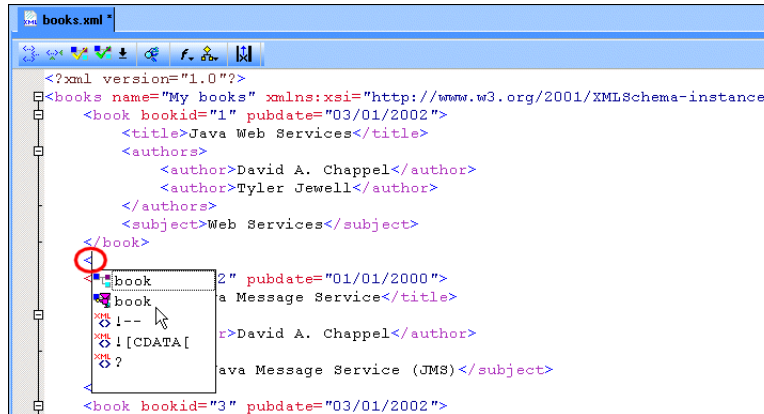 books.xml *
<?xml version="1.0"?>
<books name="My books" xmlns:xsi="http://www.w3.org/2001/XMLSchema-instance
<book bookid="1" pubdate="03/01/2002">
<title>Java Web Services</title>
<authors>
<author>David A. Chappel</author>
<author>Tyler Jewell</author>
</authors>
<subject>Web Services</subject>
</book>
<
< 2" pubdate="01/01/2000">
book
a Message Service</title>
book
!--
r>David A. Chappel</author>
![CDATA[
?
ava Message Service (JMS)</subject>
<
<book bookid="3" pubdate="03/01/2002">